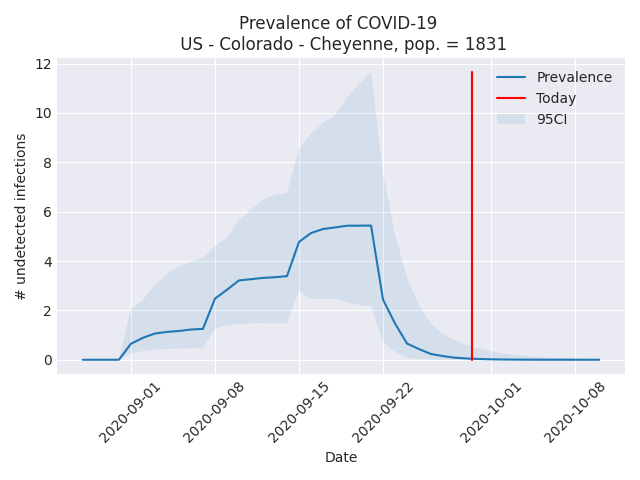 Prevalence of COVID-19
US - Colorado - Cheyenne, pop. = 1831
12
10
8
6
4
2
0
# undetected infections
Prevalence
Today
95CI
2020-09-01
2020-09-08
2020-09-15
2020-09-22
2020-10-01
2020-10-08
Date